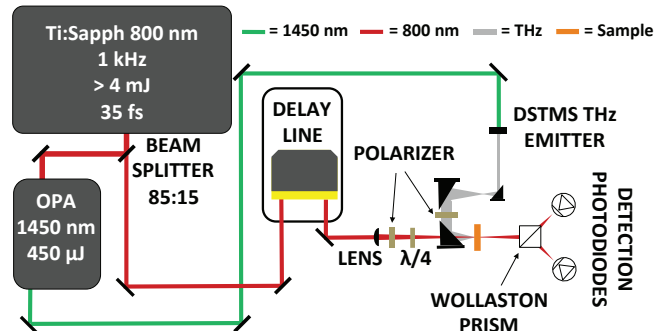 Ti:Sapph 800 nm
1 kHz
> 4 mJ
35 fs
= 1450 nm
= 800 nm
= THz
= Sample
BEAM
SPLITTER
85:15
OPA
1450 nm
450 µJ
DELAY
LINE
POLARIZER
DSTMS THz
EMITTER
LENS
λ/4
WOLLASTON
PRISM
DETECTION
PHOTODIODES